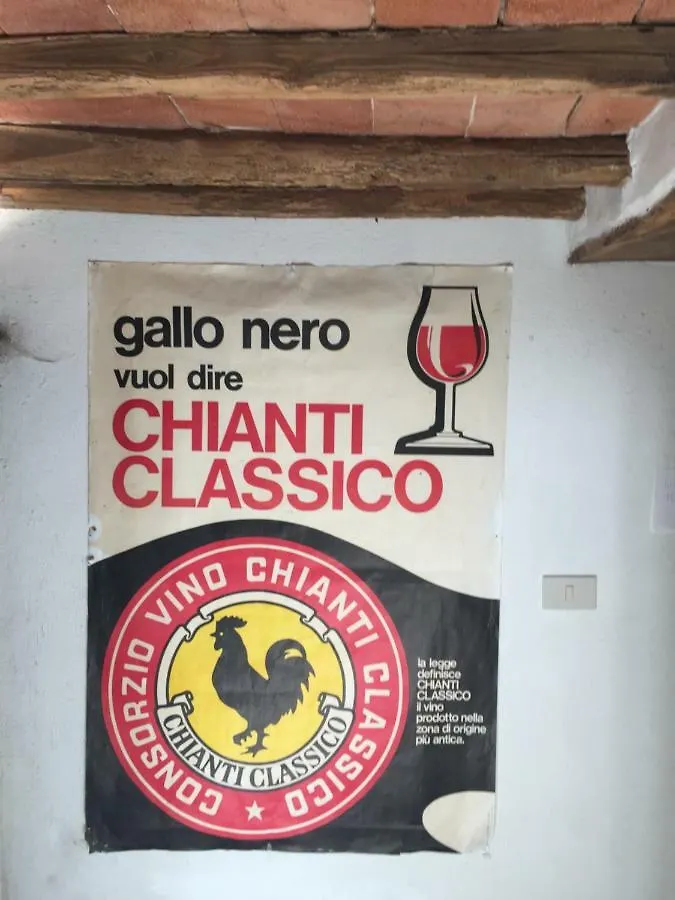 gallo nero
vuol dire
CHIANTI
CLASSICO
CONSORZIO VINO CHIANTI CLASSICO
CHIANTI CLASSICO
la legge
definisce
CHIANTI
CLASSICO
il vino
prodotto nella
zona di origine
più antica.